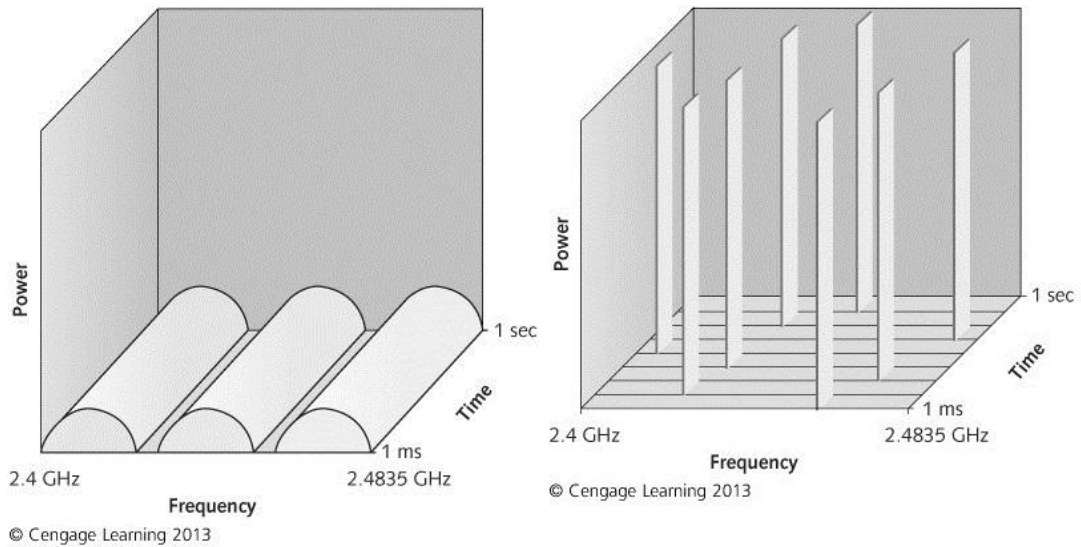 Power
1 sec
Time
1 ms
2.4 GHz
2.4835 GHz
Frequency
© Cengage Learning 2013
Power
1 sec
Time
1 ms
2.4 GHz
2.4835 GHz
Frequency
© Cengage Learning 2013